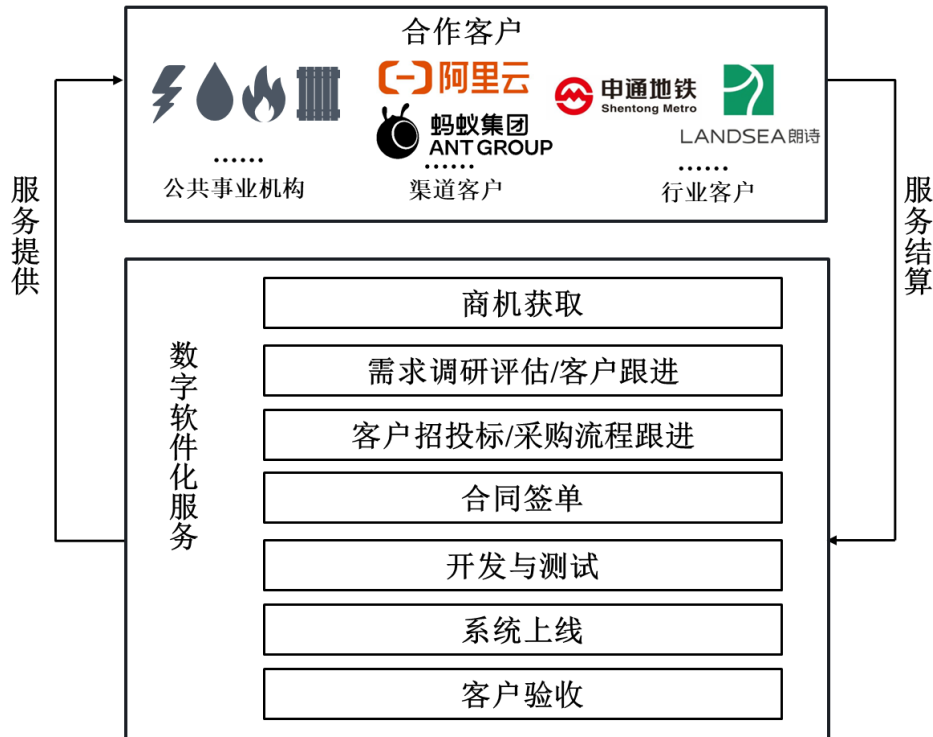 合作客户
阿里云
蚂蚁集团
ANT GROUP
申通地铁
Shentong Metro
LANDSEA朗诗
……
公共事业机构
……
渠道客户
……
行业客户
服务提供
服务结算
数字软件化服务
商机获取
需求调研评估/客户跟进
客户招投标/采购流程跟进
合同签单
开发与测试
系统上线
客户验收